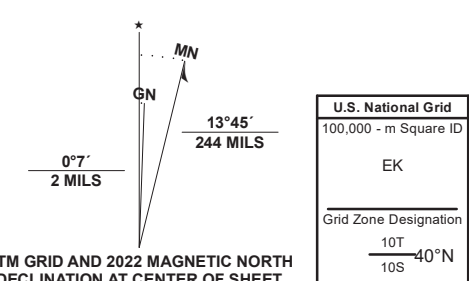 ★
MN
GN
13°45´
244 MILS
0°7´
2 MILS
TM GRID AND 2022 MAGNETIC NORTH
DECLINATION AT CENTER OF SHEET
U.S. National Grid
100,000 - m Square ID
EK
Grid Zone Designation
10T
40°N
10S